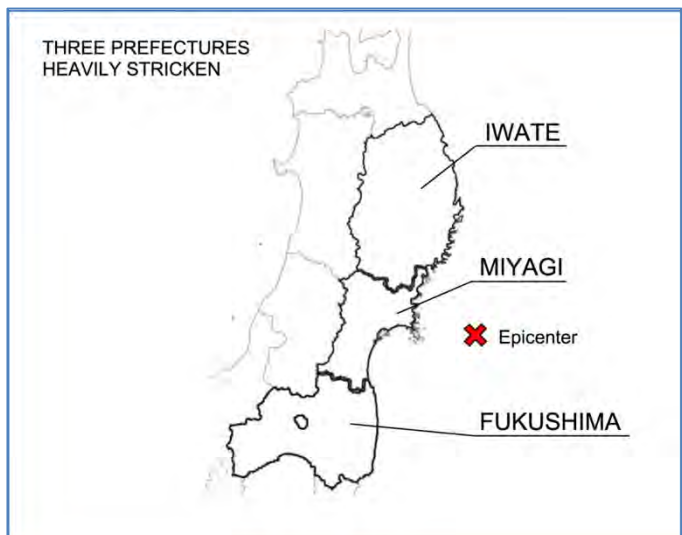 THREE PREFECTURES
HEAVILY STRICKEN
IWATE
MIYAGI
Epicenter
FUKUSHIMA